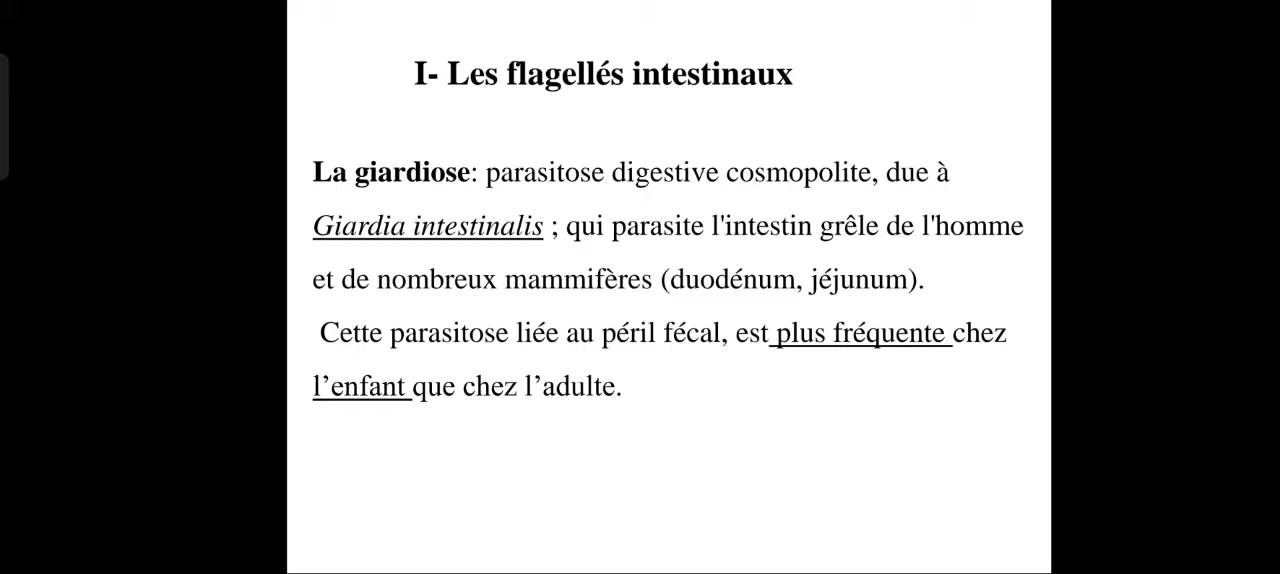 I- Les flagellés intestinaux
La giardiose: parasitose digestive cosmopolite, due à
Giardia intestinalis ; qui parasite l'intestin grêle de l'homme
et de nombreux mammifères (duodénum, jéjunum).
Cette parasitose liée au péril fécal, est plus fréquente chez
l’enfant que chez l’adulte.